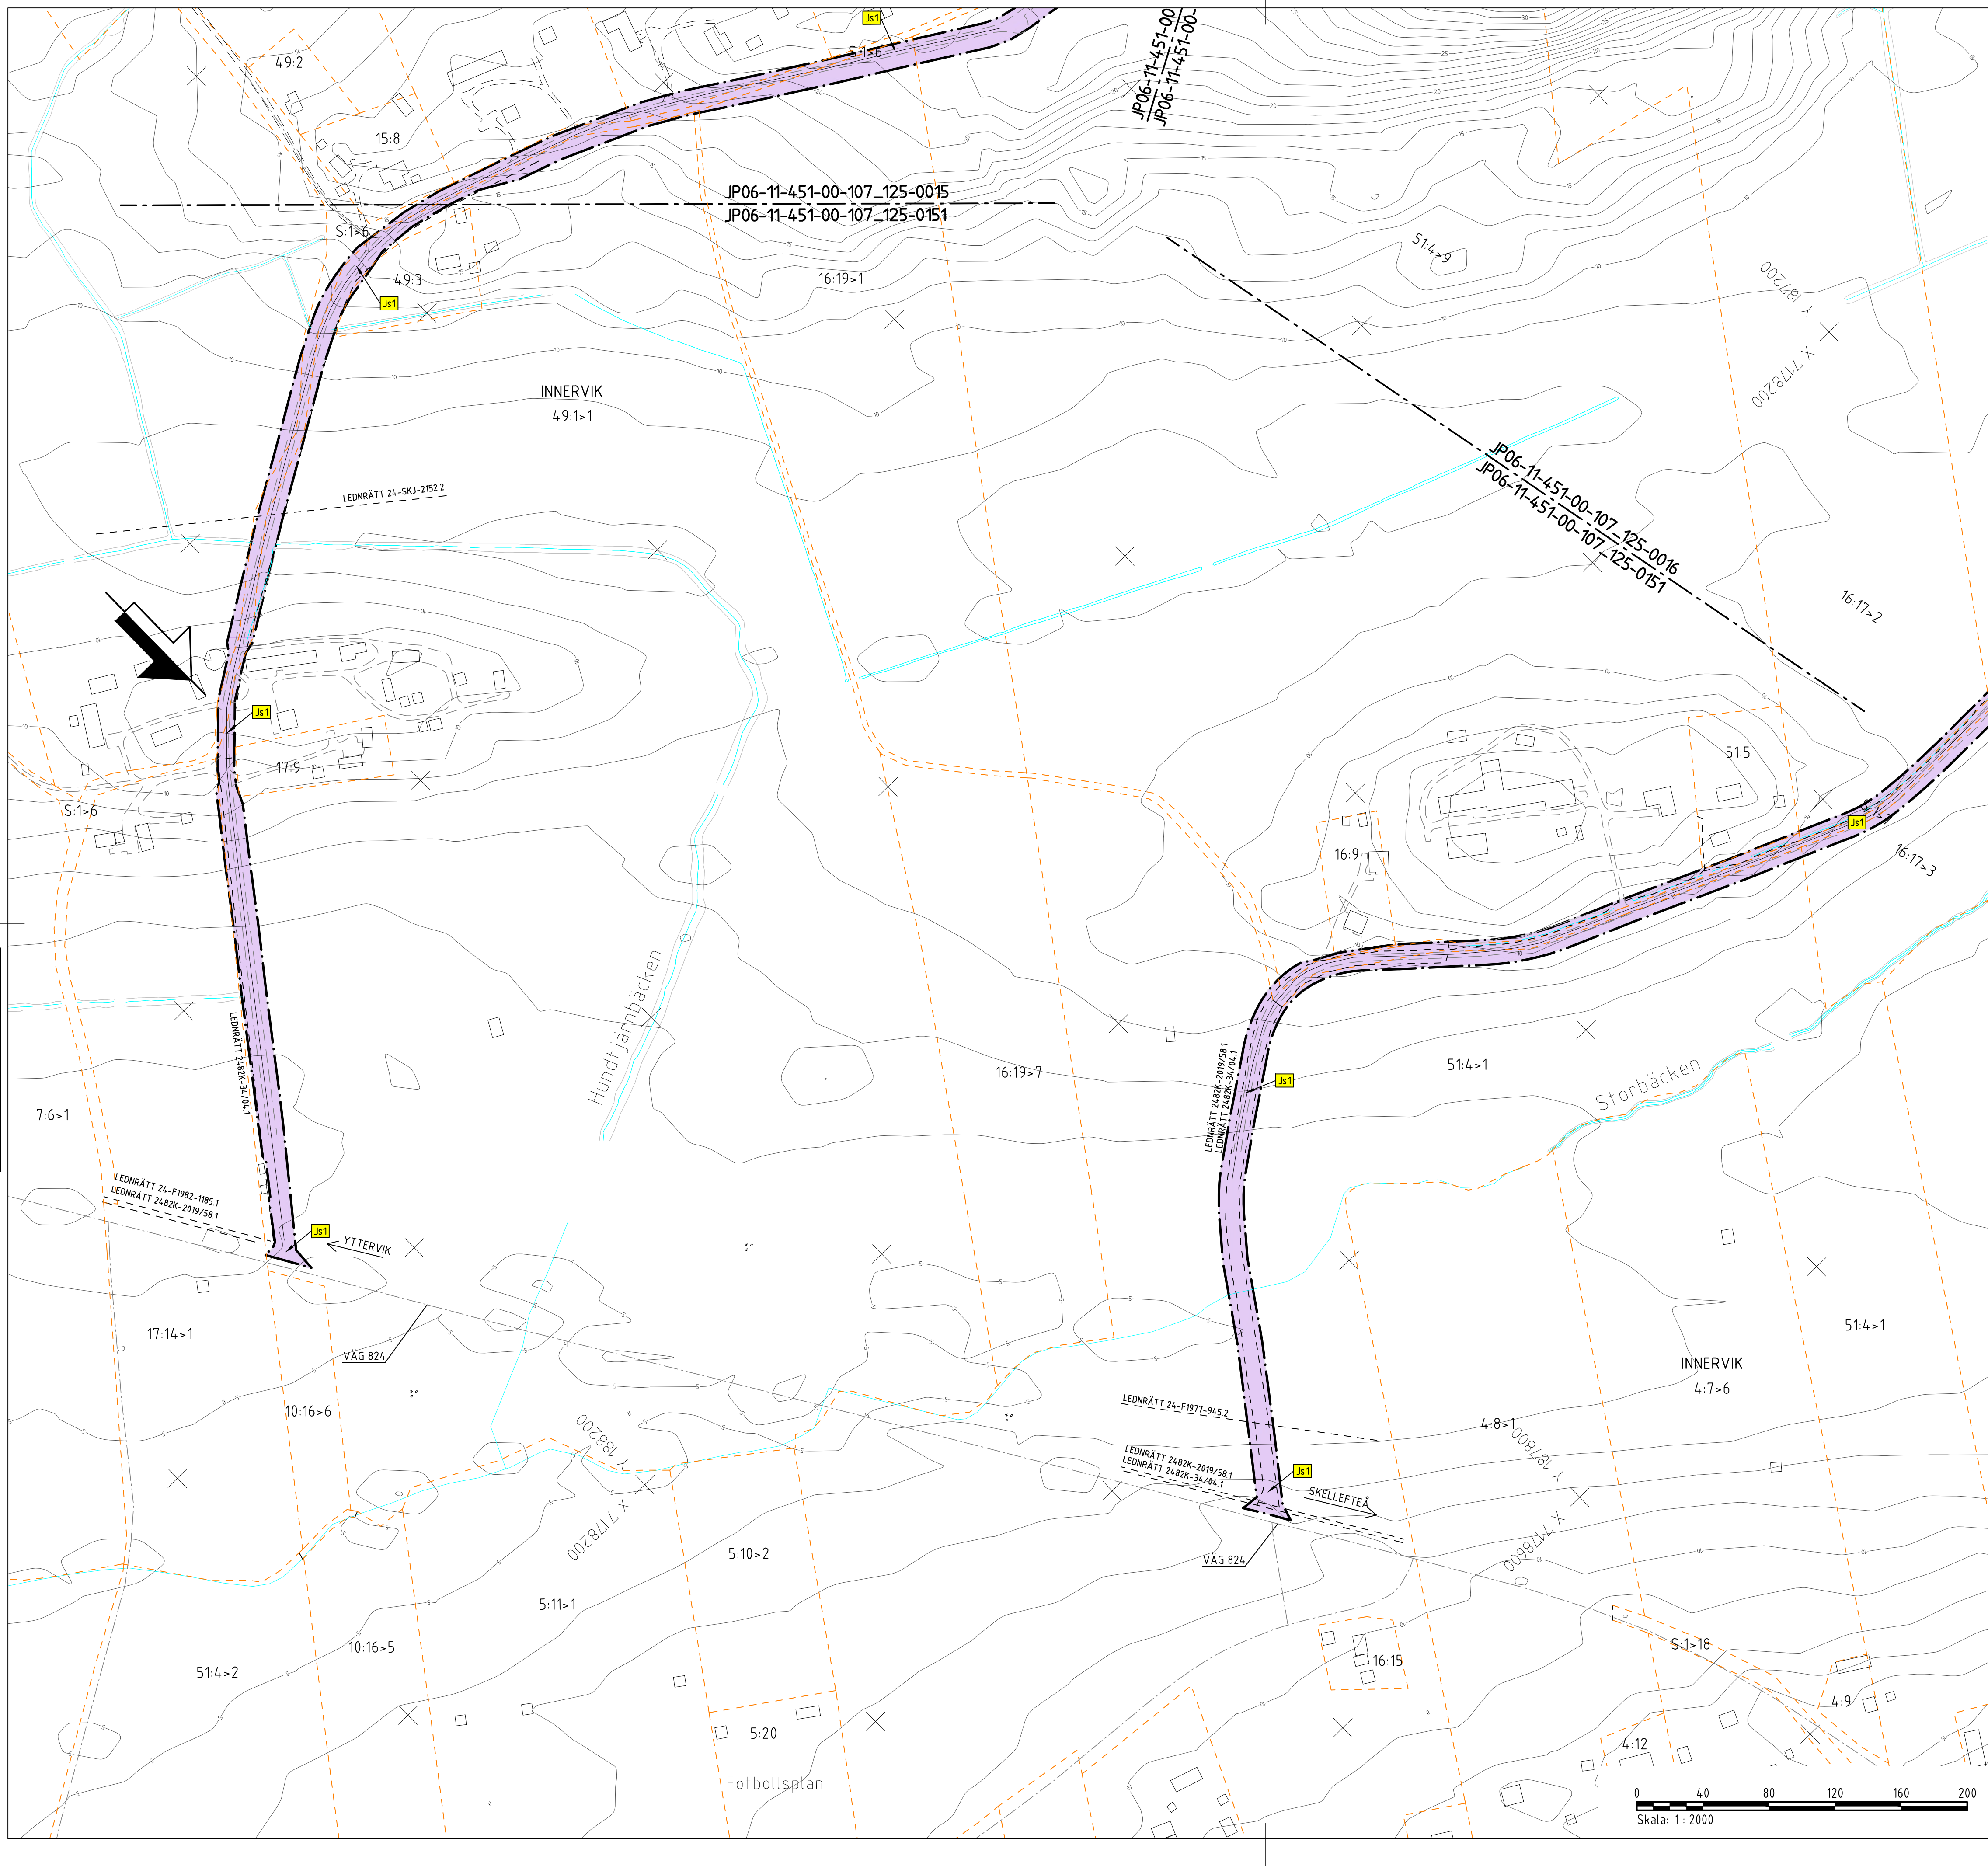 Js1
S:1>6
49:2
15:8
JP06-11-451-00
JP06-11-451-00-
JP06-11-451-00-107_125-0015
JP06-11-451-00-107_125-0151
S:1>6
49:3
Js1
16:19>1
51:4>9
Y 187200
X 7178200
INNERVIK
49:1>1
LEDNRÄTT 24-SKJ-2152.2
JP06-11-451-00-107_125-0016
JP06-11-451-00-107_125-0151
16:17>2
Js1
17:9
S:1>6
51:5
Js1
16:9
16:17>3
Hundtjärnbäcken
LEDNRÄTT 2482K-34/04.1
16:19>7
LEDNRÄTT 2482K-2019/58.1
LEDNRÄTT 2482K-34/04.1
Js1
51:4>1
Storbäcken
7:6>1
LEDNRÄTT 24-F1982-1185.1
LEDNRÄTT 2482K-2019/58.1
Js1
YTTERVIK
17:14>1
VÄG 824
51:4>1
INNERVIK
4:7>6
10:16>6
Y 188200
X 7178200
LEDNRÄTT 24-F1977-945.2
4:8>1
Y 187800
X 7177800
LEDNRÄTT 2482K-2019/58.1
LEDNRÄTT 2482K-34/04.1
Js1
SKELLEFTEÅ
VÄG 824
5:10>2
5:11>1
10:16>5
51:4>2
16:15
S:1>18
4:9
4:12
5:20
Fotbollsplan
0 40 80 120 160 200
Skala: 1 : 2000